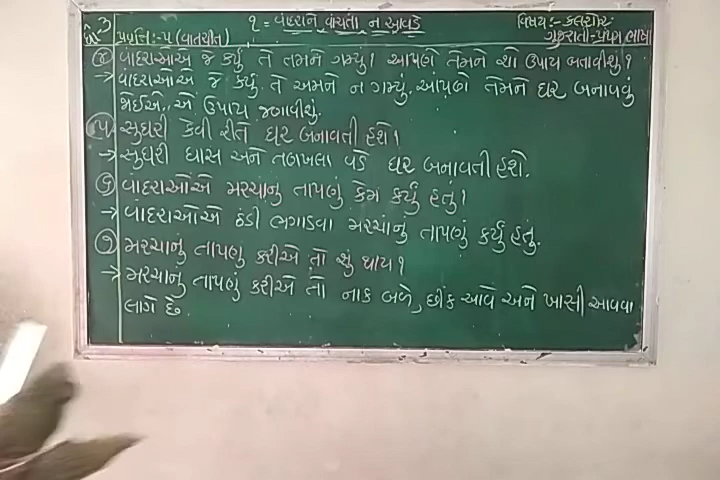 ધો 3
૧ - વાંદરાંને વાંચતાં ન આવડે
વિષય:- કલશોર
પ્રવૃત્તિ:- ૫ (વાતચીત)
ગુજરાતી-પ્રથમ ભાષા
(૪) વાંદરાઓએ જે કર્યું તે તમને ગમ્યું? આપણે તેમને શો ઉપાય બતાવીશું?
→ વાંદરાઓએ જે કર્યું તે અમને ન ગમ્યું. આપણે તેમને ઘર બનાવવું
જોઈએ. એ ઉપાય જણાવીશું.
(૫) સુઘરી કેવી રીતે ઘર બનાવતી હશે?
→ સુઘરી ઘાસ અને તણખલા વડે ઘર બનાવતી હશે.
(૬) વાંદરાઓએ મરચાંનું તાપણું કેમ કર્યું હતું?
→ વાંદરાઓએ ઠંડી ભગાડવા મરચાંનું તાપણું કર્યું હતું.
(૭) મરચાનું તાપણું કરીએ તો શું થાય?
→ મરચાનું તાપણું કરીએ તો નાક બળે, છીંક આવે અને ખાસી આવવા
લાગે છે.